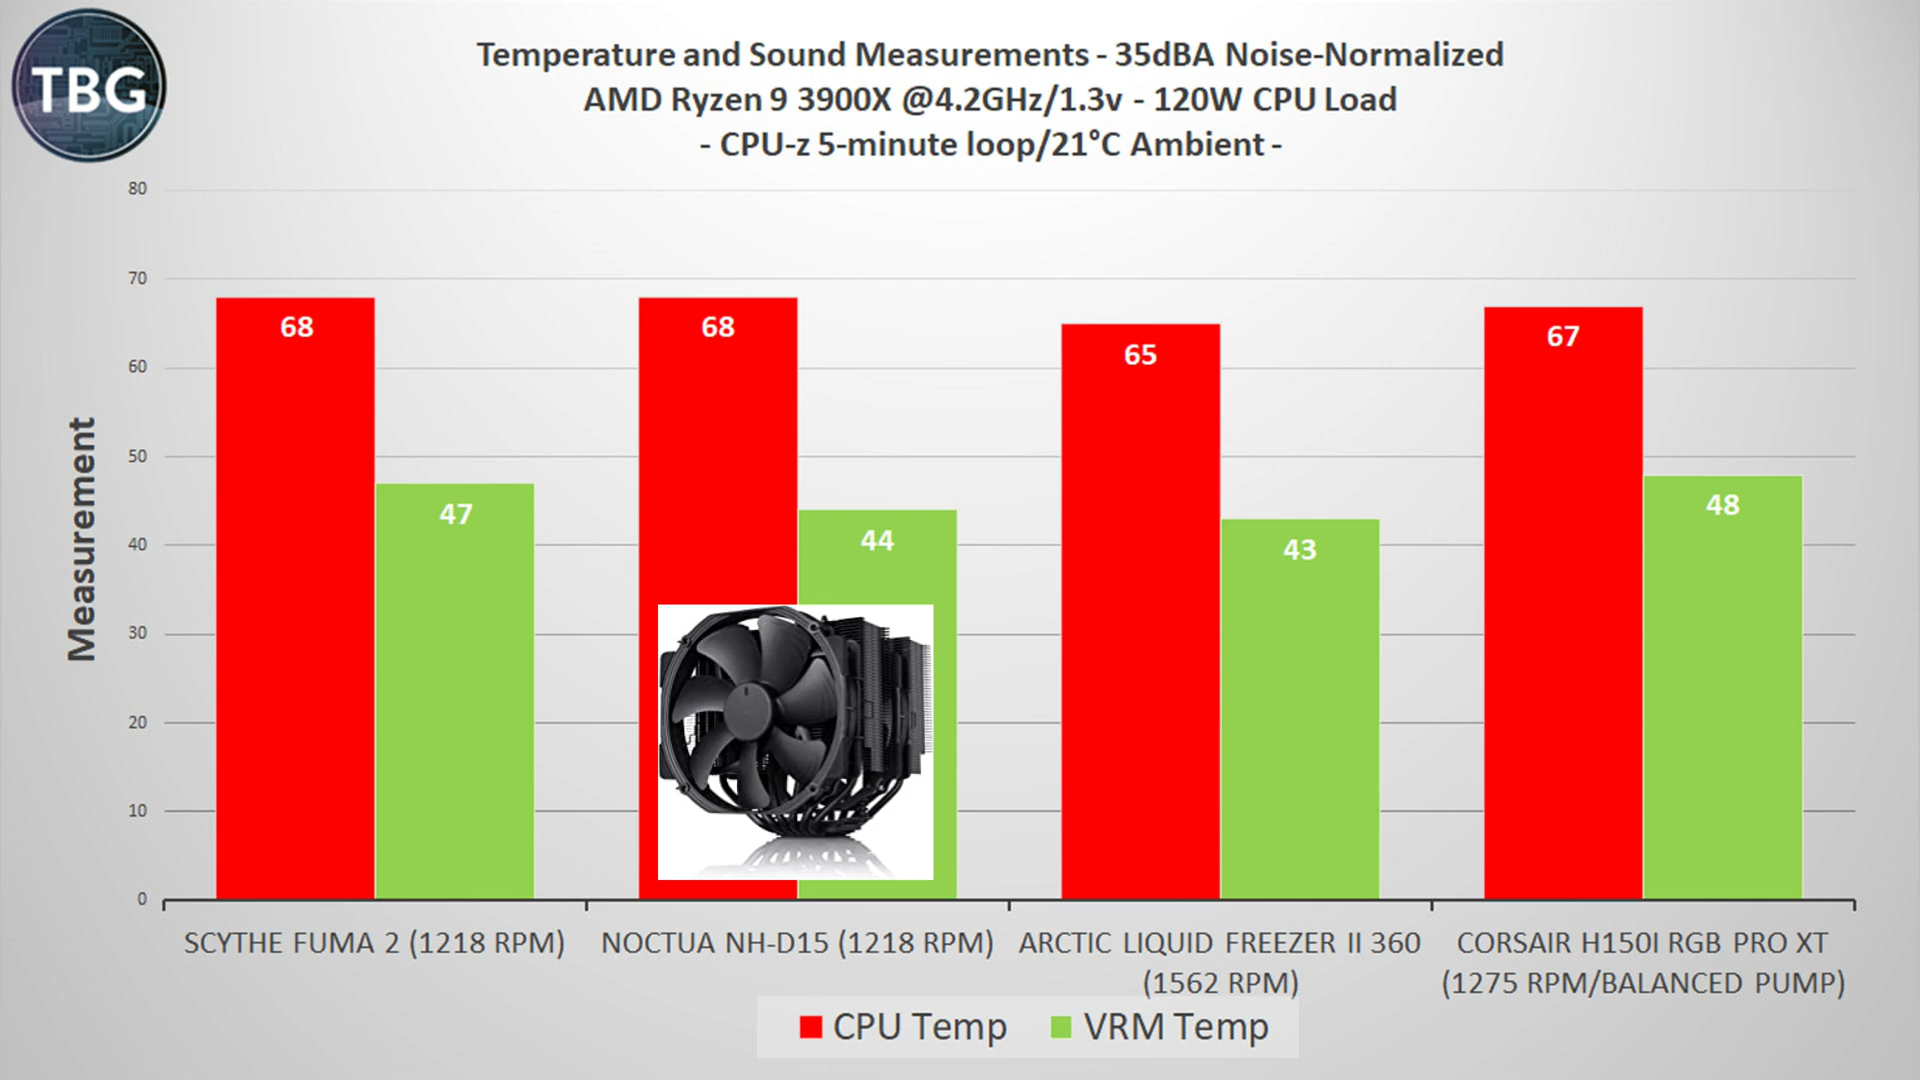 TBG
Temperature and Sound Measurements - 35dBA Noise-Normalized
AMD Ryzen 9 3900X @4.2GHz/1.3v - 120W CPU Load
- CPU-z 5-minute loop/21°C Ambient -
Measurement
80
70
60
50
40
30
20
10
0
68
47
68
44
65
43
67
48
SCYTHE FUMA 2 (1218 RPM)
NOCTUA NH-D15 (1218 RPM)
ARCTIC LIQUID FREEZER II 360
(1562 RPM)
CORSAIR H150I RGB PRO XT
(1275 RPM/BALANCED PUMP)
CPU Temp
VRM Temp